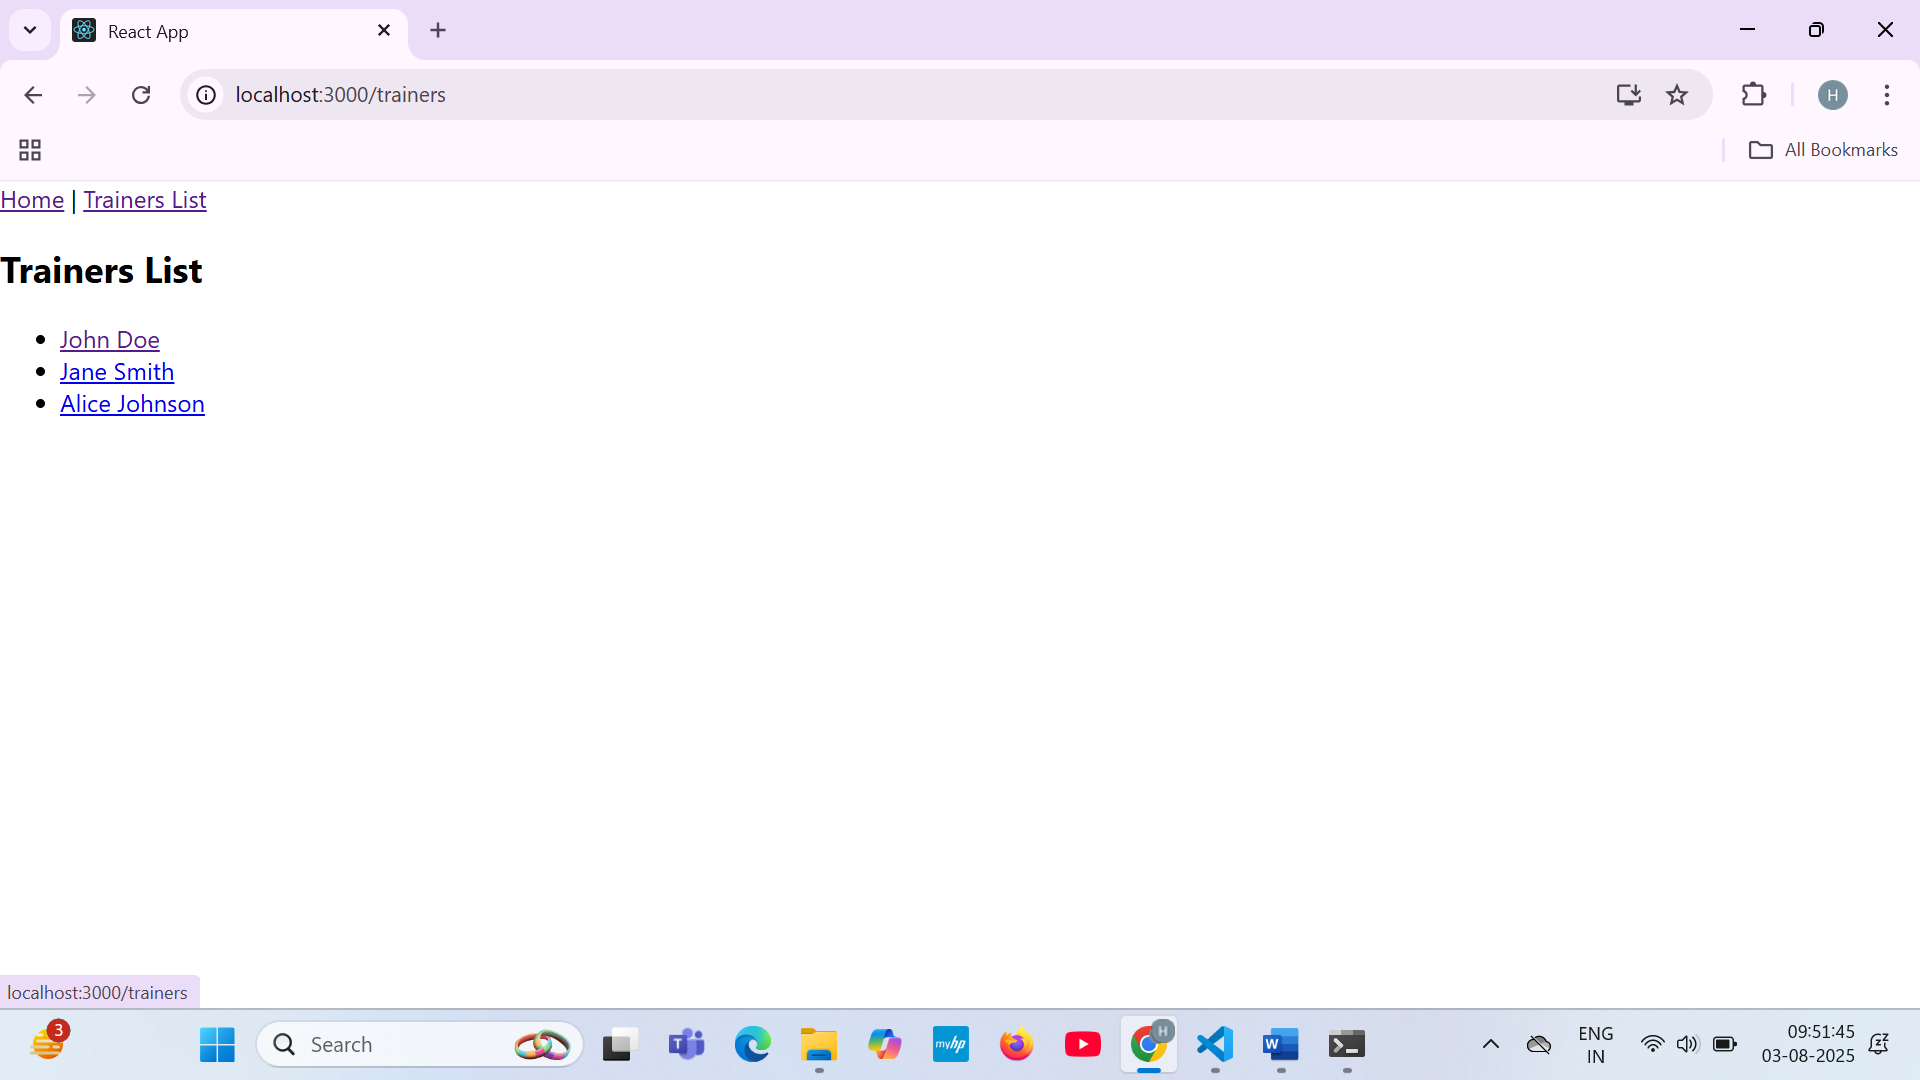 React App
localhost:3000/trainers
H
All Bookmarks
Home | Trainers List
Trainers List
John Doe
Jane Smith
Alice Johnson
localhost:3000/trainers
3
Search
T
myhp
H
W
ENG
IN
09:51:45
03-08-2025